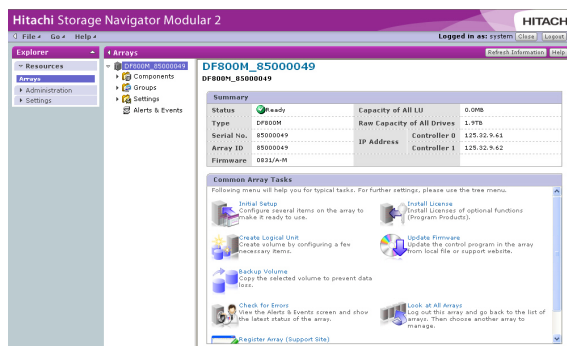 Hitachi Storage Navigator Modular 2
HITACH
File Go Help
Logged in as: system Close Logout
Explorer
Arrays
Refresh Information Help
Resources
Arrays
Administration
Settings
DF800M_85000049
Components
Groups
Settings
Alerts & Events
DF800M_85000049
DF800M_85000049
Summary
Status Ready Capacity of All LU 0.0MB
Type DF800M Raw Capacity of All Drives 1.9TB
Serial No. 85000049 IP Address Controller 0 125.32.9.61
Array ID 85000049 Controller 1 125.32.9.62
Firmware 0831/A-M
Common Array Tasks
Following menu will help you for typical tasks. For further settings, please use the tree menu.
Initial Setup
Configure several items on the array to
make it ready to use.
Install License
Install Licenses of optional functions
(Program Products).
Create Logical Unit
Create volume by configuring a few
necessary items.
Update Firmware
Update the control program in the array
from local file or support website.
Backup Volume
Copy the selected volume to prevent data
loss.
Check for Errors
View the Alerts & Events screen and show
the latest status of the array.
Look at All Arrays
Log out this array and go back to the list of
arrays. Then choose another array to
manage.
Register Array (Support Site)